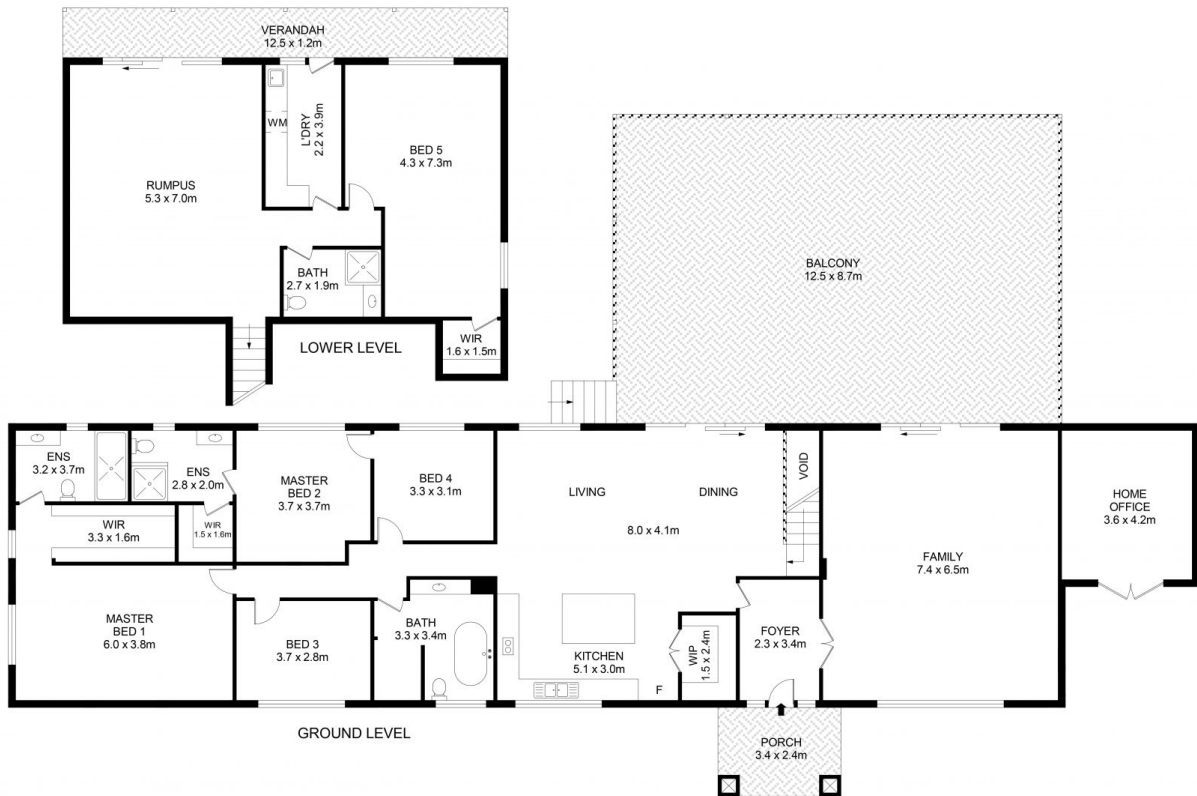 VERANDAH
12.5 x 1.2m
RUMPUS
5.3 x 7.0m
WM
L'DRY
2.2 x 3.9m
BED 5
4.3 x 7.3m
BATH
2.7 x 1.9m
WIR
1.6 x 1.5m
LOWER LEVEL
BALCONY
12.5 x 8.7m
ENS
3.2 x 3.7m
ENS
2.8 x 2.0m
WIR
3.3 x 1.6m
WIR
1.5 x 1.6m
MASTER
BED 2
3.7 x 3.7m
BED 4
3.3 x 3.1m
LIVING
DINING
8.0 x 4.1m
VOID
FAMILY
7.4 x 6.5m
HOME
OFFICE
3.6 x 4.2m
MASTER
BED 1
6.0 x 3.8m
BED 3
3.7 x 2.8m
BATH
3.3 x 3.4m
KITCHEN
5.1 x 3.0m
F
WIP
1.5 x 2.4m
FOYER
2.3 x 3.4m
PORCH
3.4 x 2.4m
GROUND LEVEL